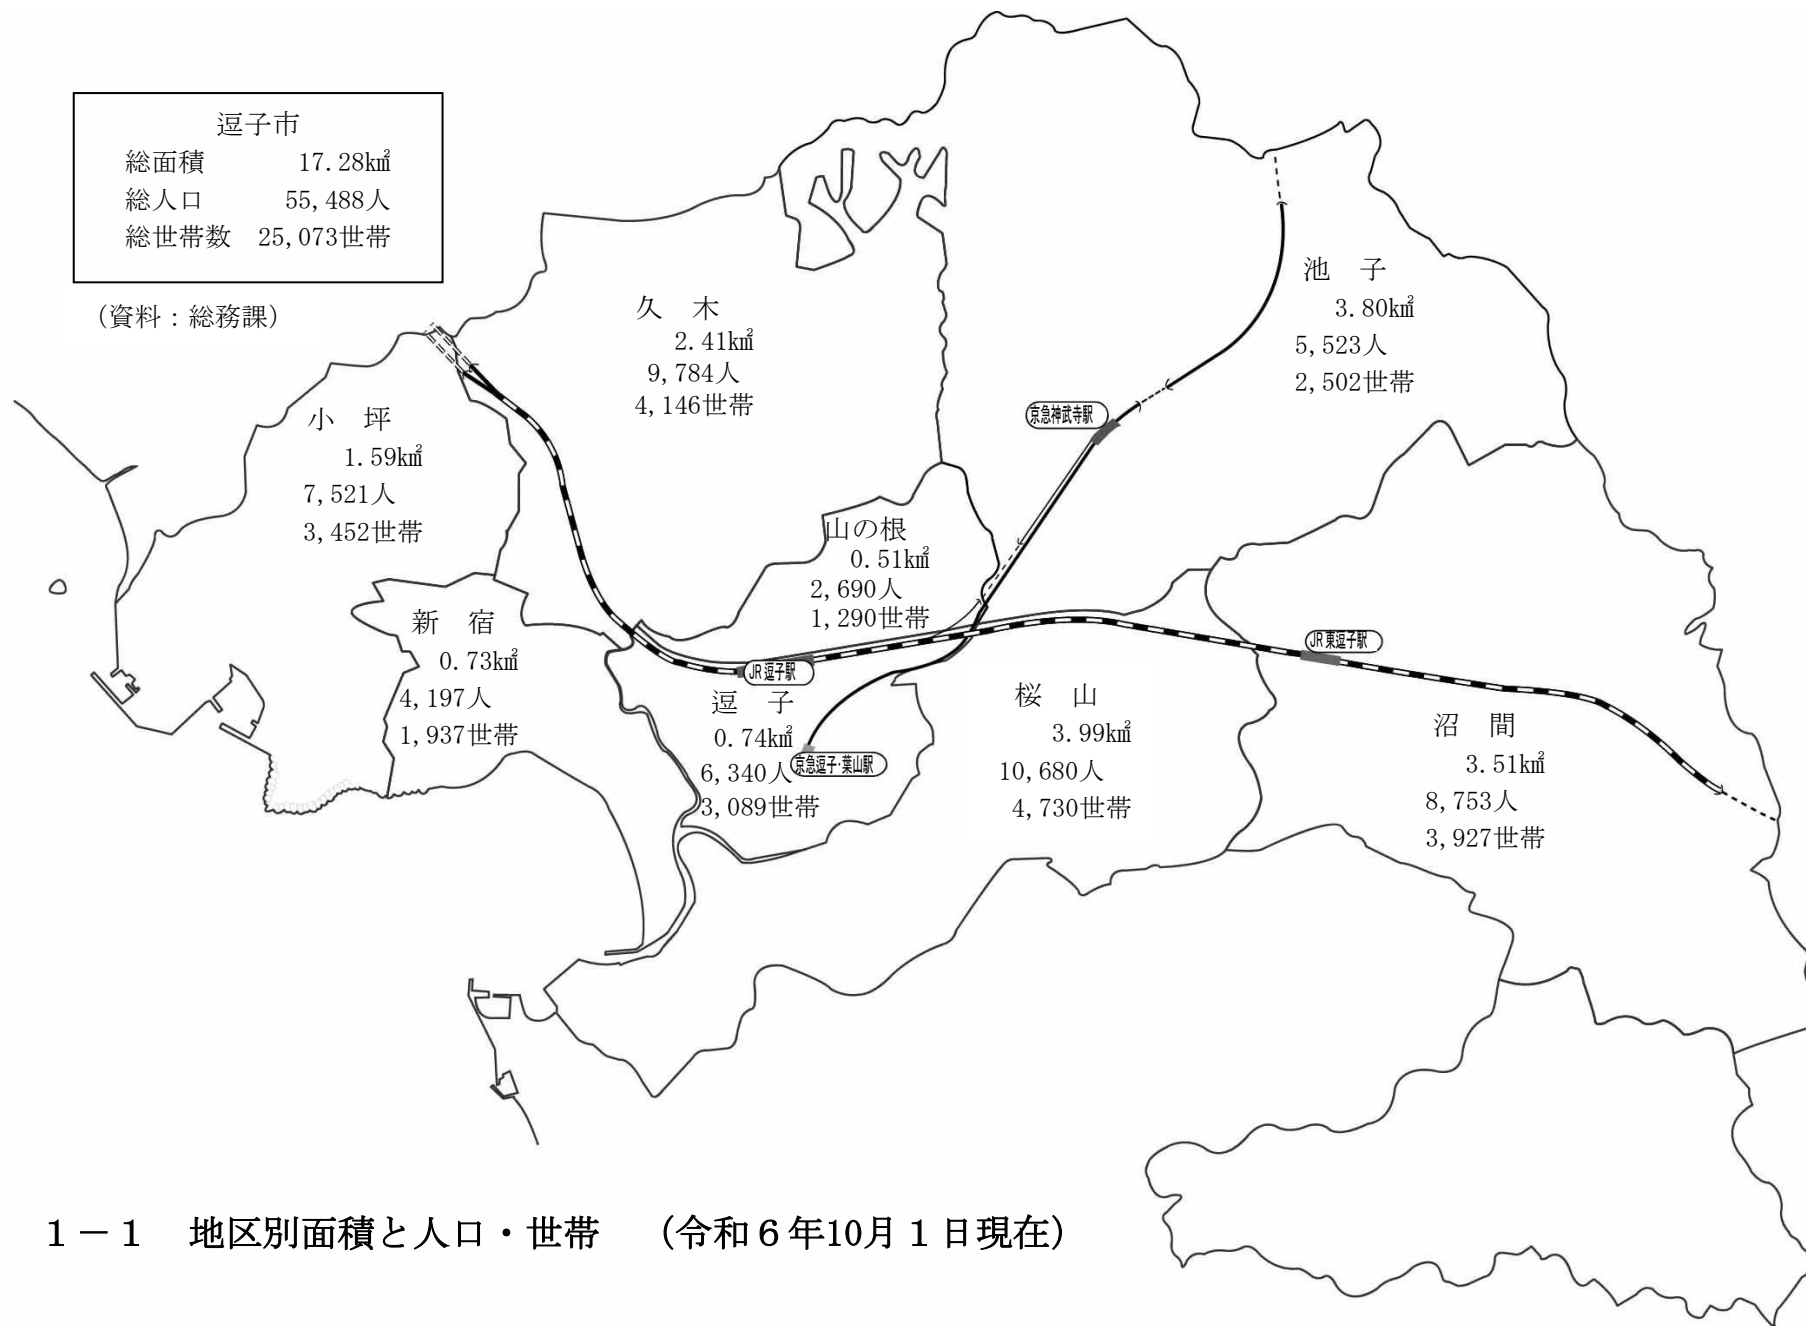 逗子市
総面積 17.28㎢
総人口 55,488人
総世帯数 25,073世帯
（資料：総務課）
池 子
3.80㎢
5,523人
2,502世帯
久 木
2.41㎢
9,784人
4,146世帯
京急神武寺駅
小 坪
1.59㎢
7,521人
3,452世帯
山の根
0.51㎢
2,690人
1,290世帯
新 宿
0.73㎢
4,197人
1,937世帯
JR逗子駅
JR東逗子駅
逗 子
0.74㎢
6,340人
3,089世帯
京急逗子・葉山駅
桜 山
3.99㎢
10,680人
4,730世帯
沼 間
3.51㎢
8,753人
3,927世帯
１－１ 地区別面積と人口・世帯 （令和６年10月１日現在）